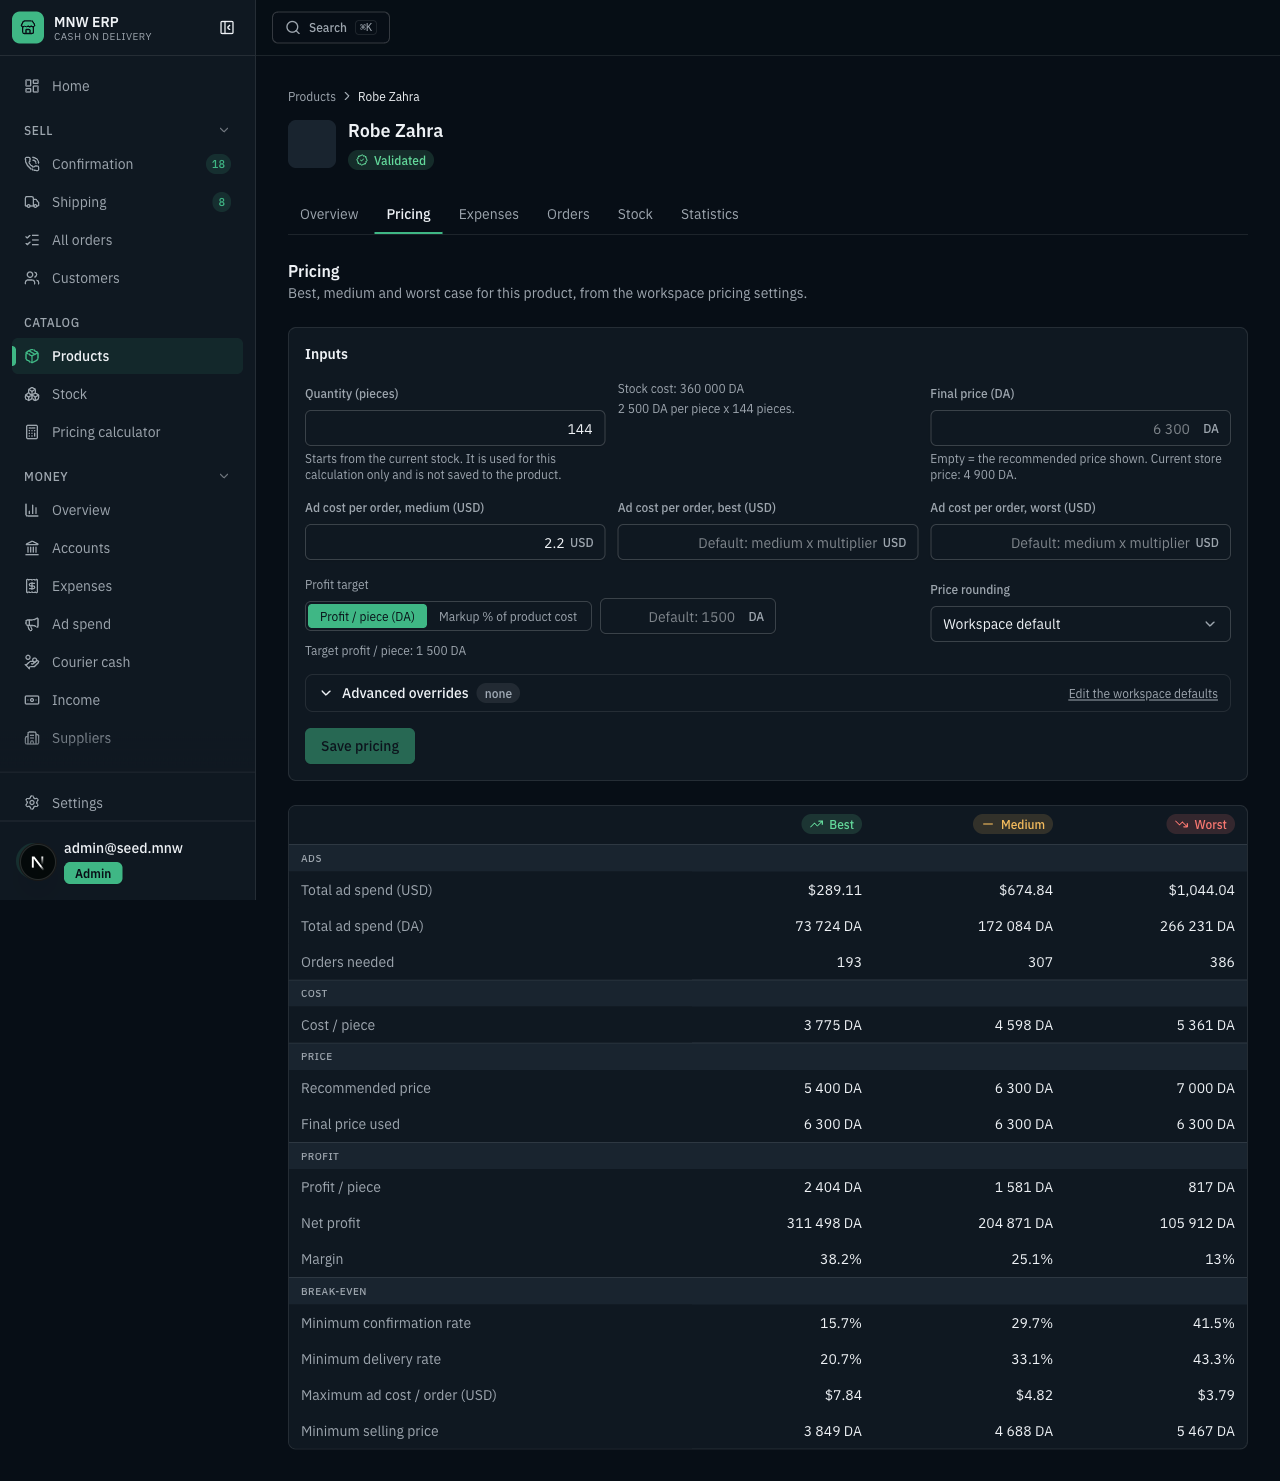 MNW ERP
CASH ON DELIVERY
Search ⌘K
Home
SELL
Confirmation 18
Shipping 8
All orders
Customers
CATALOG
Products
Stock
Pricing calculator
MONEY
Overview
Accounts
Expenses
Ad spend
Courier cash
Income
Suppliers
Settings
N
admin@seed.mnw
Admin
Products > Robe Zahra
Robe Zahra
Validated
Overview Pricing Expenses Orders Stock Statistics
Pricing
Best, medium and worst case for this product, from the workspace pricing settings.
Inputs
Quantity (pieces)
144
Starts from the current stock. It is used for this
calculation only and is not saved to the product.
Stock cost: 360 000 DA
2 500 DA per piece x 144 pieces.
Final price (DA)
6 300 DA
Empty = the recommended price shown. Current store
price: 4 900 DA.
Ad cost per order, medium (USD)
2.2 USD
Ad cost per order, best (USD)
Default: medium x multiplier USD
Ad cost per order, worst (USD)
Default: medium x multiplier USD
Profit target
Profit / piece (DA) Markup % of product cost Default: 1500 DA
Target profit / piece: 1 500 DA
Price rounding
Workspace default
Advanced overrides none Edit the workspace defaults
Save pricing
Best Medium Worst
ADS
Total ad spend (USD) $289.11 $674.84 $1,044.04
Total ad spend (DA) 73 724 DA 172 084 DA 266 231 DA
Orders needed 193 307 386
COST
Cost / piece 3 775 DA 4 598 DA 5 361 DA
PRICE
Recommended price 5 400 DA 6 300 DA 7 000 DA
Final price used 6 300 DA 6 300 DA 6 300 DA
PROFIT
Profit / piece 2 404 DA 1 581 DA 817 DA
Net profit 311 498 DA 204 871 DA 105 912 DA
Margin 38.2% 25.1% 13%
BREAK-EVEN
Minimum confirmation rate 15.7% 29.7% 41.5%
Minimum delivery rate 20.7% 33.1% 43.3%
Maximum ad cost / order (USD) $7.84 $4.82 $3.79
Minimum selling price 3 849 DA 4 688 DA 5 467 DA